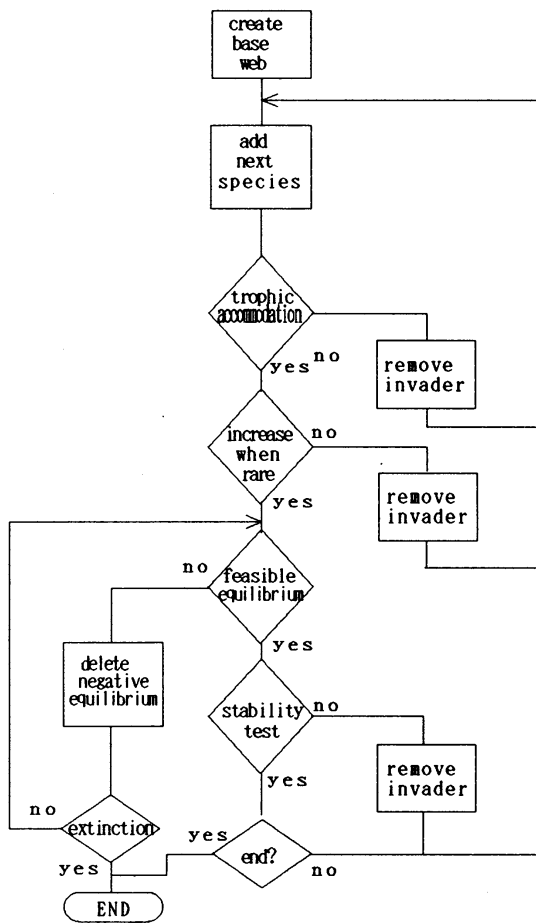 create
base
web
add
next
species
trophic
accommodation
no
yes
remove
invader
increase
when
rare
no
yes
remove
invader
no
feasible
equilibrium
yes
delete
negative
equilibrium
stability
test
no
yes
remove
invader
no
extinction
yes
yes
end?
no
END